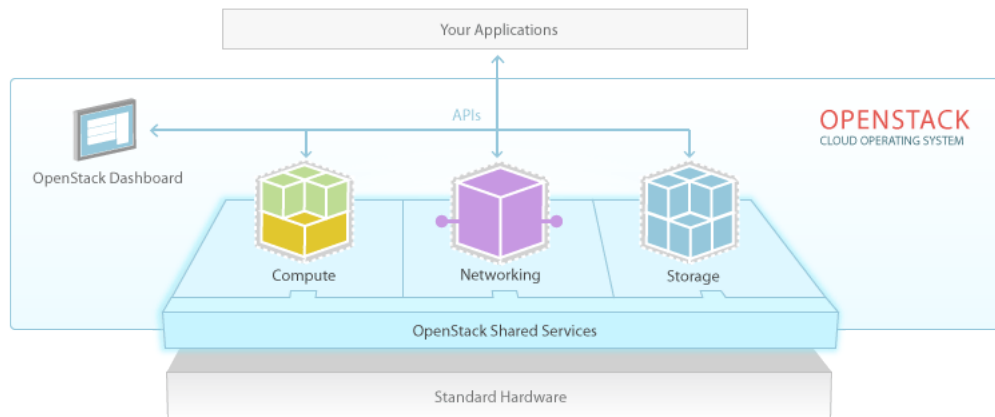 Your Applications
APIs
OPENSTACK
CLOUD OPERATING SYSTEM
OpenStack Dashboard
Compute
Networking
Storage
OpenStack Shared Services
Standard Hardware